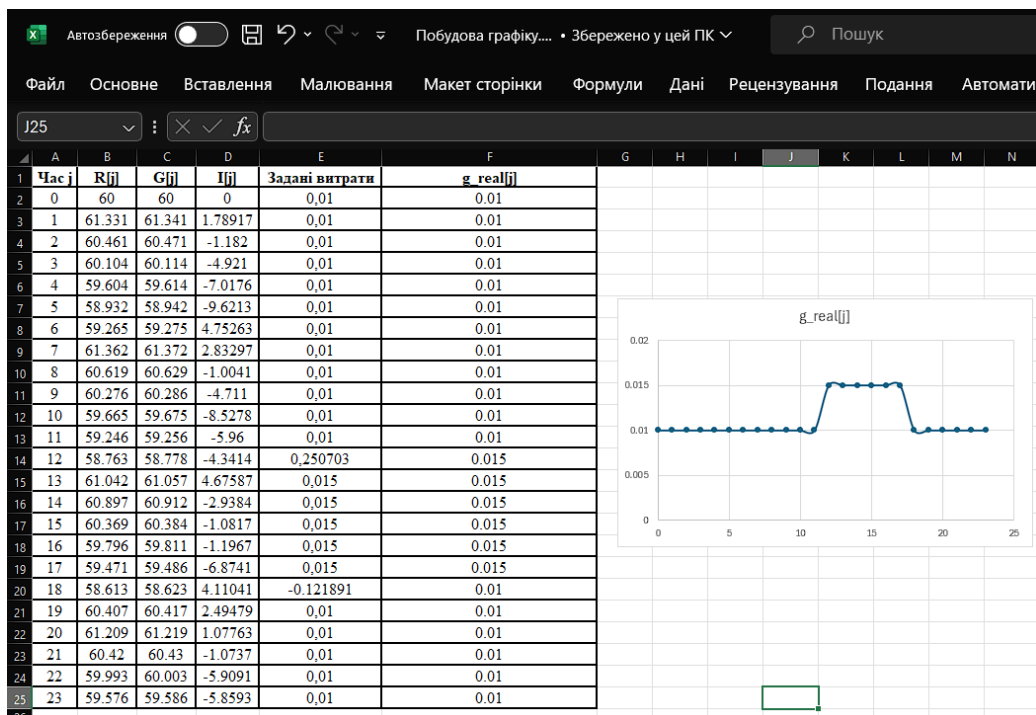 Автозбереження Побудова графіку.... • Збережено у цей ПК Пошук
Файл Основне Вставлення Малювання Макет сторінки Формули Дані Рецензування Подання Автомати
J25 fx
A B C D E F G H I J K L M N
1 Час j R[j] G[j] I[j] Задані витрати g_real[j]
2 0 60 60 0 0,01 0.01
3 1 61.331 61.341 1.78917 0,01 0.01
4 2 60.461 60.471 -1.182 0,01 0.01
5 3 60.104 60.114 -4.921 0,01 0.01
6 4 59.604 59.614 -7.0176 0,01 0.01
7 5 58.932 58.942 -9.6213 0,01 0.01
8 6 59.265 59.275 4.75263 0,01 0.01
9 7 61.362 61.372 2.83297 0,01 0.01
10 8 60.619 60.629 -1.0041 0,01 0.01
11 9 60.276 60.286 -4.711 0,01 0.01
12 10 59.665 59.675 -8.5278 0,01 0.01
13 11 59.246 59.256 -5.96 0,01 0.01
14 12 58.763 58.778 -4.3414 0,250703 0.015
15 13 61.042 61.057 4.67587 0,015 0.015
16 14 60.897 60.912 -2.9384 0,015 0.015
17 15 60.369 60.384 -1.0817 0,015 0.015
18 16 59.796 59.811 -1.1967 0,015 0.015
19 17 59.471 59.486 -6.8741 0,015 0.015
20 18 58.613 58.623 4.11041 -0.121891 0.01
21 19 60.407 60.417 2.49479 0,01 0.01
22 20 61.209 61.219 1.07763 0,01 0.01
23 21 60.42 60.43 -1.0737 0,01 0.01
24 22 59.993 60.003 -5.9091 0,01 0.01
25 23 59.576 59.586 -5.8593 0,01 0.01
g_real[j]
0.02
0.015
0.01
0.005
0
0 5 10 15 20 25